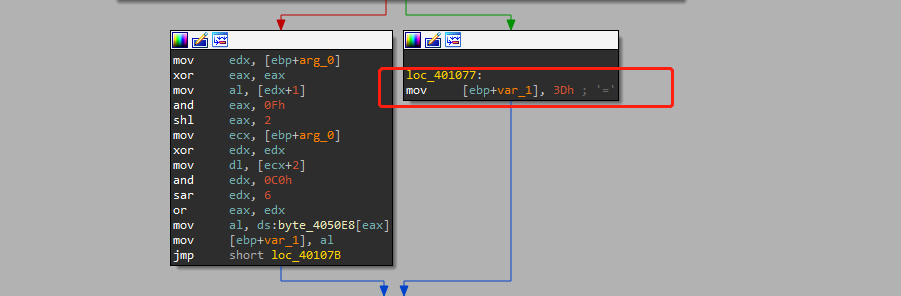 mov edx, [ebp+arg_0]
xor eax, eax
mov al, [edx+1]
and eax, 0Fh
shl eax, 2
mov ecx, [ebp+arg_0]
xor edx, edx
mov dl, [ecx+2]
and edx, 0C0h
sar edx, 6
or eax, edx
mov al, ds:byte_4050E8[eax]
mov [ebp+var_1], al
jmp short loc_40107B
loc_401077:
mov [ebp+var_1], 3Dh ; '='